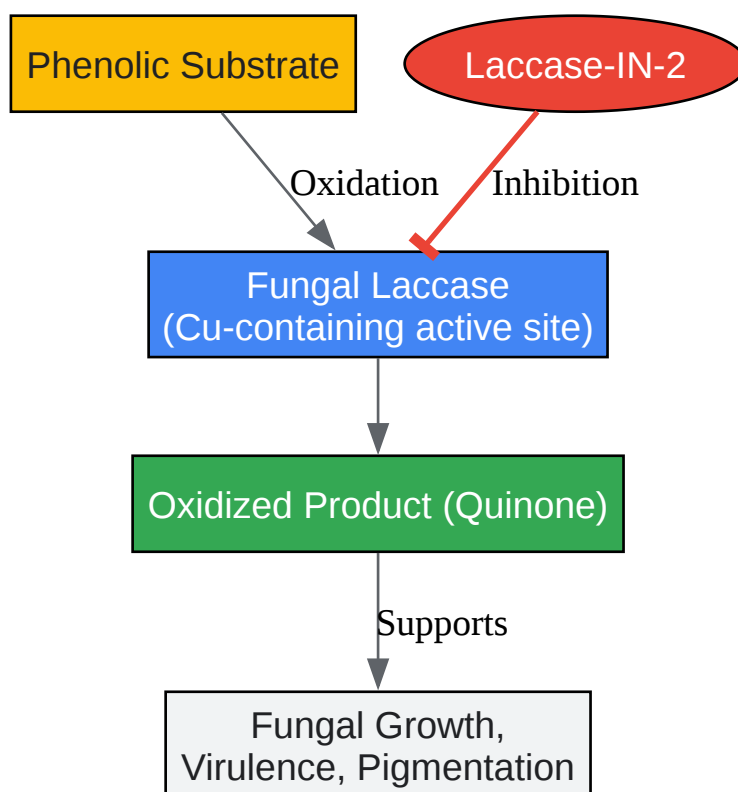 Phenolic Substrate
Laccase-IN-2
Oxidation
Inhibition
Fungal Laccase
(Cu-containing active site)
Oxidized Product (Quinone)
Supports
Fungal Growth,
Virulence, Pigmentation